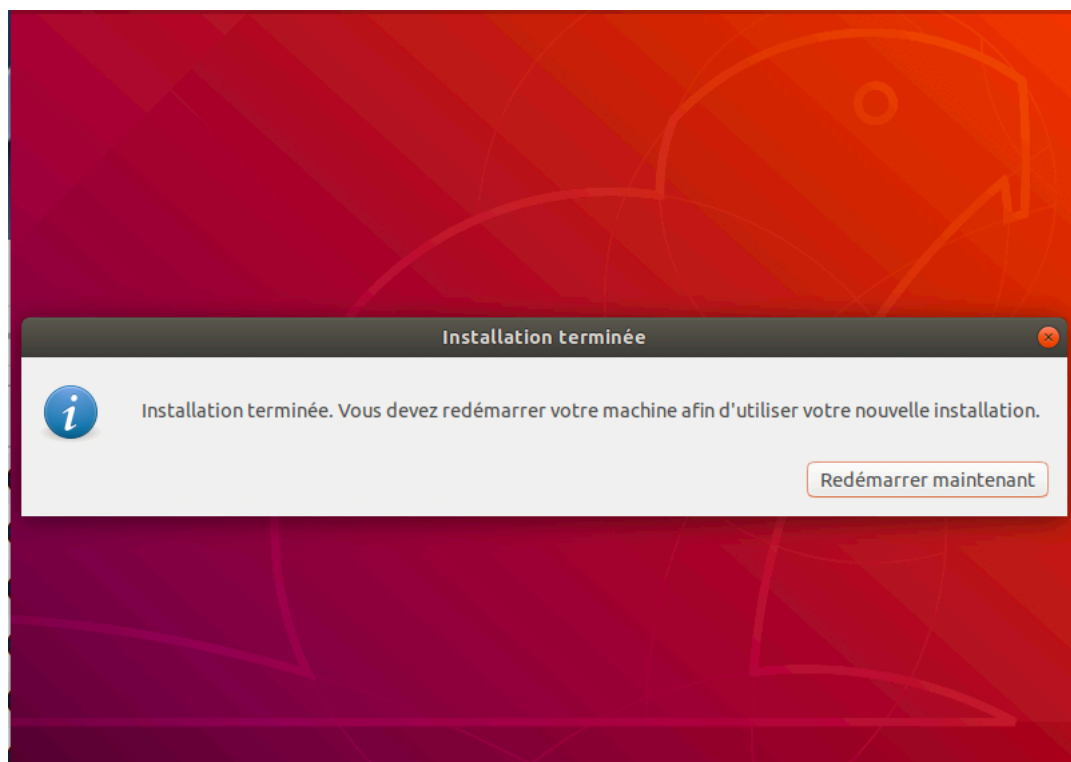 Installation terminée
Installation terminée. Vous devez redémarrer votre machine afin d'utiliser votre nouvelle installation.
Redémarrer maintenant